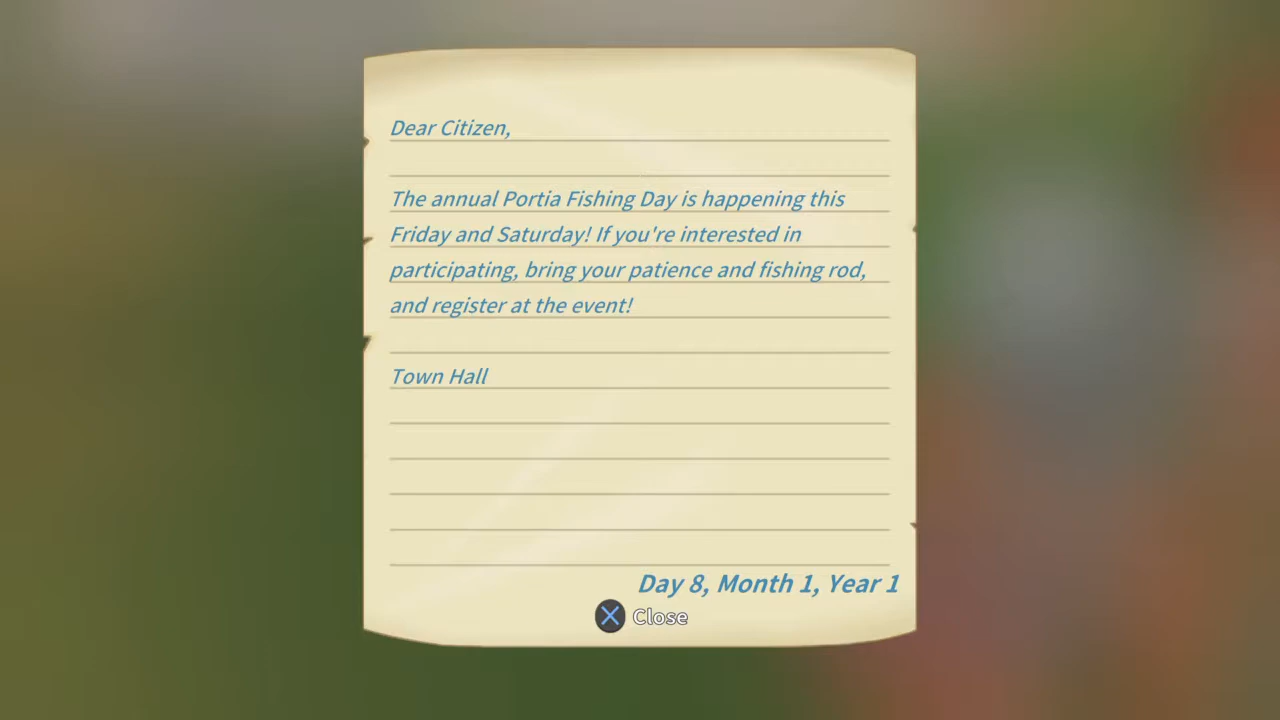 Dear Citizen,
The annual Portia Fishing Day is happening this
Friday and Saturday! If you're interested in
participating, bring your patience and fishing rod,
and register at the event!
Town Hall
Day 8, Month 1, Year 1
Close